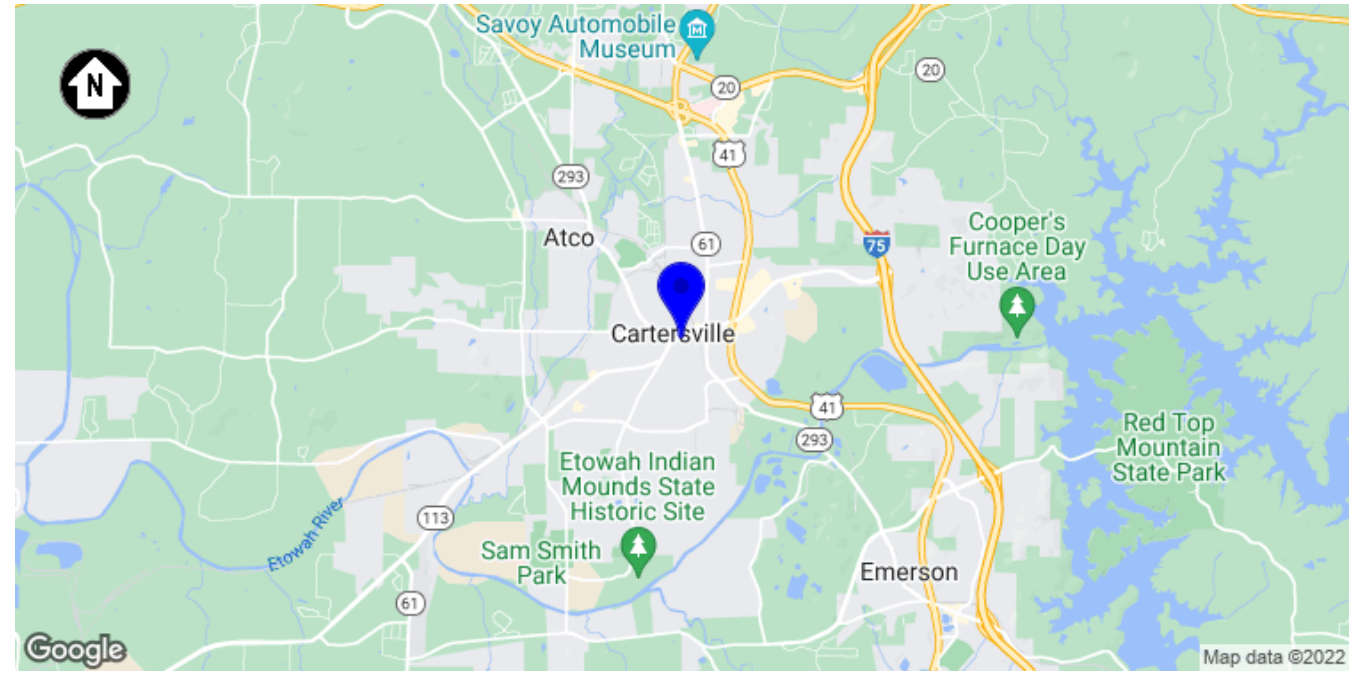 Savoy Automobile
Museum
N
20
20
41
293
Atco
61
75
Cooper's
Furnace Day
Use Area
Cartersville
41
293
Red Top
Mountain
State Park
Etowah Indian
Mounds State
Historic Site
113
Etowah River
Sam Smith
Park
Emerson
61
Google
Map data ©2022